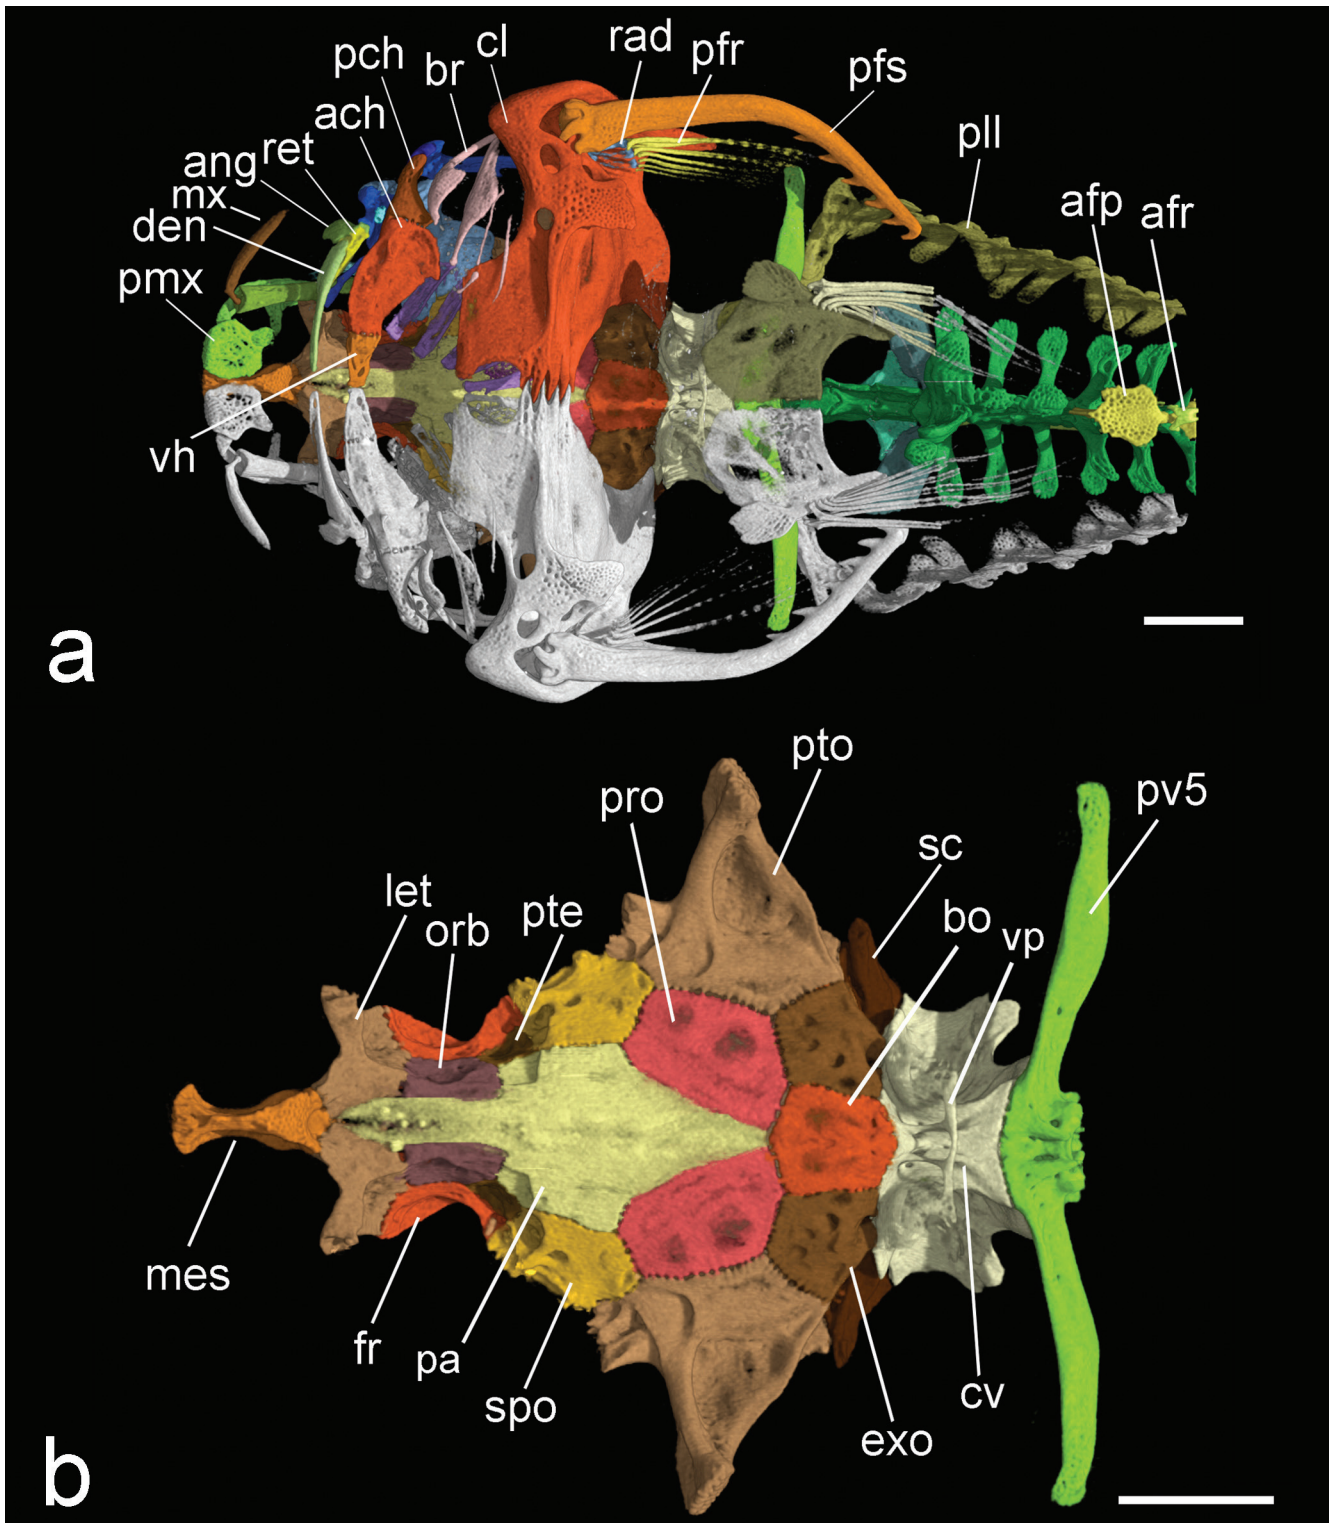 cl
rad
pfr
pfs
pch
br
ach
pll
ret
ang
mx
afp
afr
den
pmx
vh
a
pto
pro
pv5
sc
let
pte
bo
orb
vp
mes
fr
pa
spo
cv
exo
b